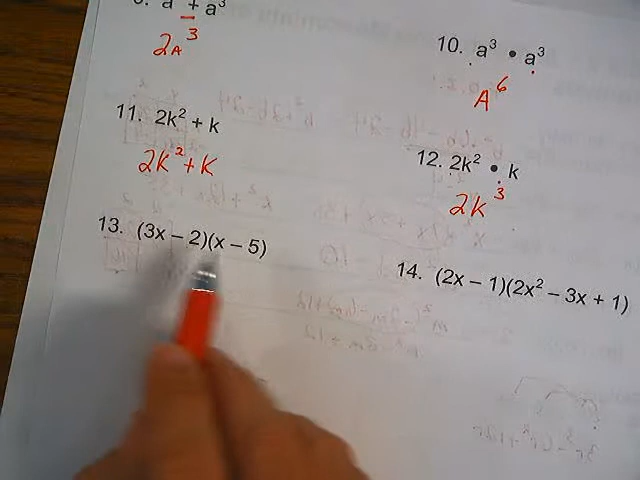 a³ + a³
2A³
10. a³ • a³
A⁶
11. 2k² + k
2K² + K
12. 2k² • k
2k³
13. (3x – 2)(x – 5)
14. (2x – 1)(2x² – 3x + 1)